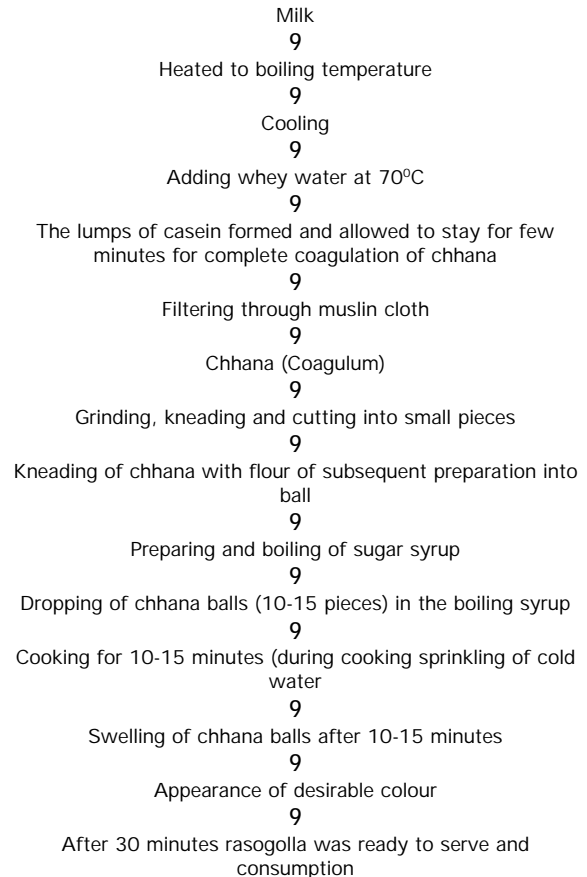 Milk
9
Heated to boiling temperature
9
Cooling
9
Adding whey water at 70⁰C
9
The lumps of casein formed and allowed to stay for few
minutes for complete coagulation of chhana
9
Filtering through muslin cloth
9
Chhana (Coagulum)
9
Grinding, kneading and cutting into small pieces
9
Kneading of chhana with flour of subsequent preparation into
ball
9
Preparing and boiling of sugar syrup
9
Dropping of chhana balls (10-15 pieces) in the boiling syrup
9
Cooking for 10-15 minutes (during cooking sprinkling of cold
water
9
Swelling of chhana balls after 10-15 minutes
9
Appearance of desirable colour
9
After 30 minutes rasogolla was ready to serve and
consumption